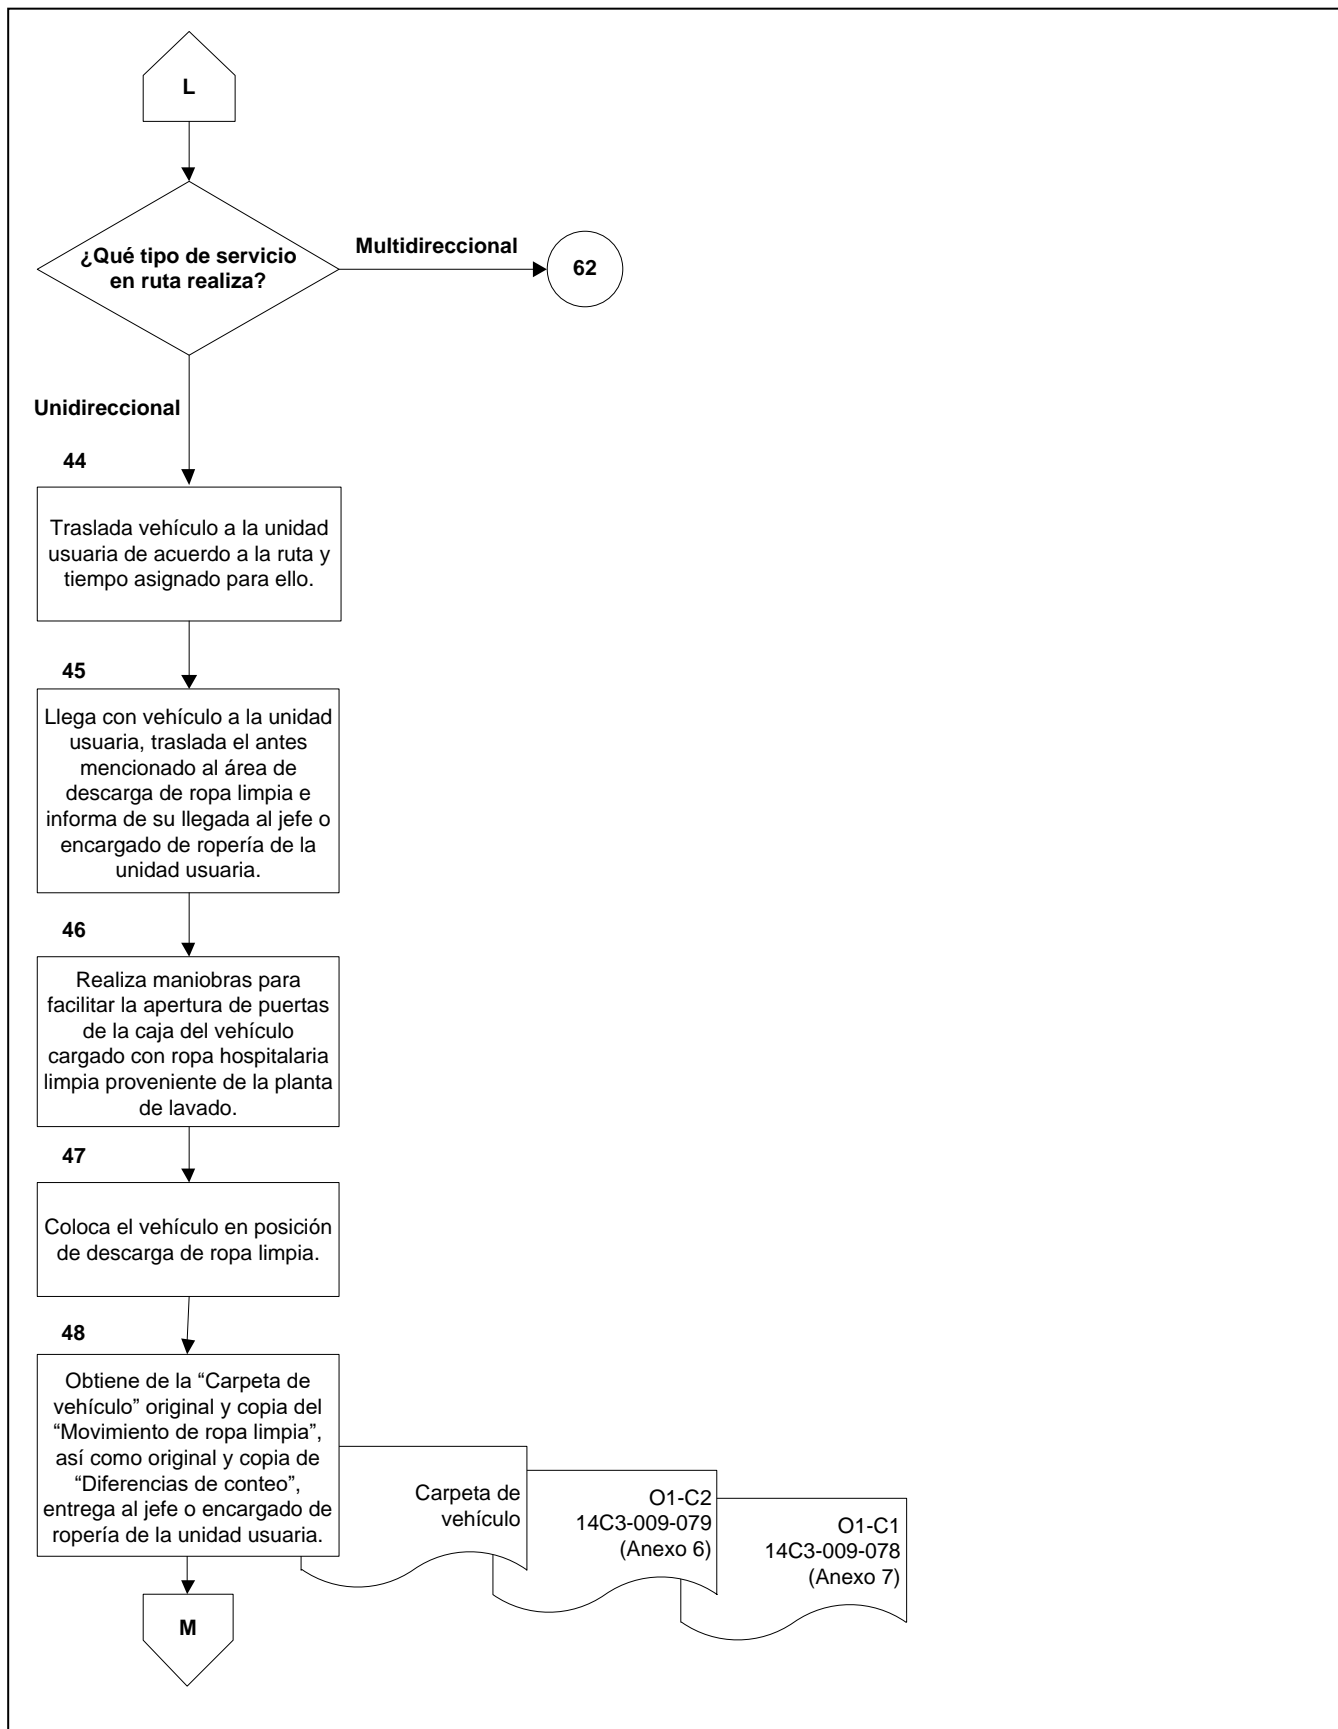 L
¿Qué tipo de servicio
en ruta realiza?
Multidireccional
62
Unidireccional
44
Traslada vehículo a la unidad
usuaria de acuerdo a la ruta y
tiempo asignado para ello.
45
Llega con vehículo a la unidad
usuaria, traslada el antes
mencionado al área de
descarga de ropa limpia e
informa de su llegada al jefe o
encargado de ropería de la
unidad usuaria.
46
Realiza maniobras para
facilitar la apertura de puertas
de la caja del vehículo
cargado con ropa hospitalaria
limpia proveniente de la planta
de lavado.
47
Coloca el vehículo en posición
de descarga de ropa limpia.
48
Obtiene de la “Carpeta de
vehículo” original y copia del
“Movimiento de ropa limpia”,
así como original y copia de
“Diferencias de conteo”,
entrega al jefe o encargado de
ropería de la unidad usuaria.
Carpeta de
vehículo
O1-C2
14C3-009-079
(Anexo 6)
O1-C1
14C3-009-078
(Anexo 7)
M